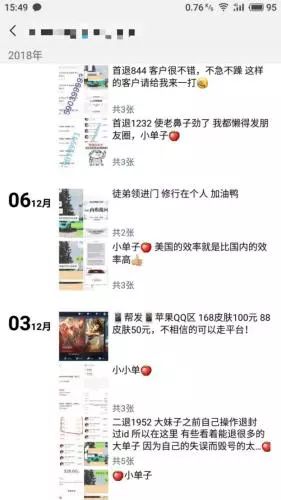 15:49
0.76 K/s
95
2018年
首退844 客户很不错，不急不躁 这样
的客户请给我来一打
共3张
首退1232 使老鼻子劲了 我都懒得发朋
友圈，小单子
共3张
06 12月
徒弟领进门 修行在个人 加油鸭
共2张
小单子 美国的效率就是比国内的效
率高
共3张
03 12月
帮发 苹果QQ区 168皮肤100元 88
皮肤50元，不相信的可以走平台！
小小单
共3张
二退1952 大妹子之前自己操作退封
过id 所以在这里 有些看着能退很多的
大单子 因为自己的失误而毁号的太...
共5张
小单子